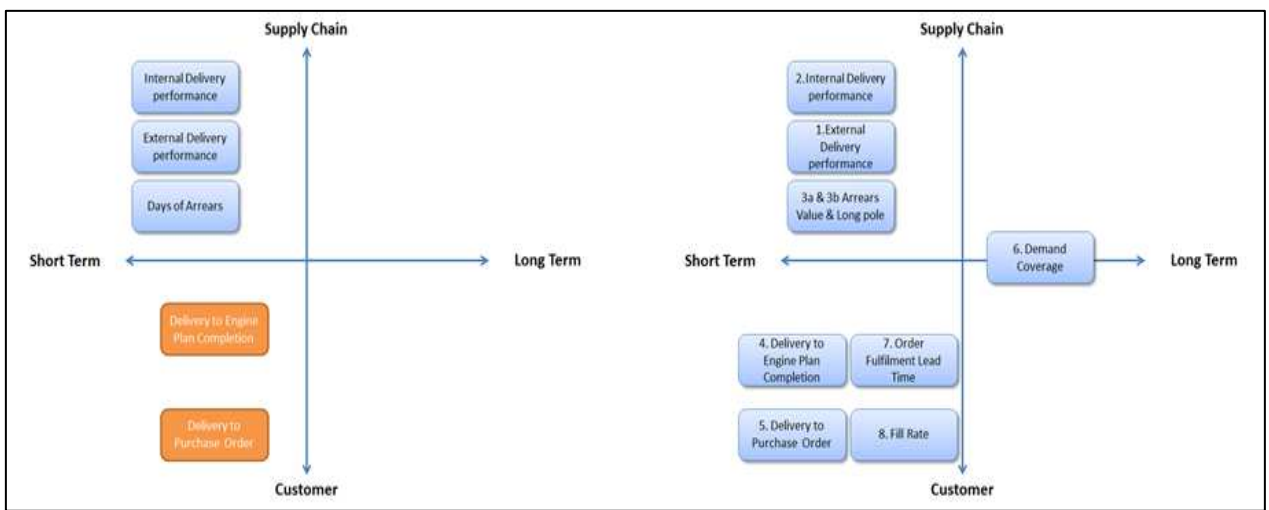 Supply Chain
Internal Delivery
performance
External Delivery
performance
Days of Arrears
Short Term
Long Term
Delivery to Engine
Plan Completion
Delivery to
Purchase Order
Customer
Supply Chain
2.Internal Delivery
performance
1.External
Delivery
performance
3a & 3b Arrears
Value & Long pole
Short Term
6. Demand
Coverage
Long Term
4. Delivery to
Engine Plan
Completion
7. Order
Fulfilment Lead
Time
5. Delivery to
Purchase Order
8. Fill Rate
Customer